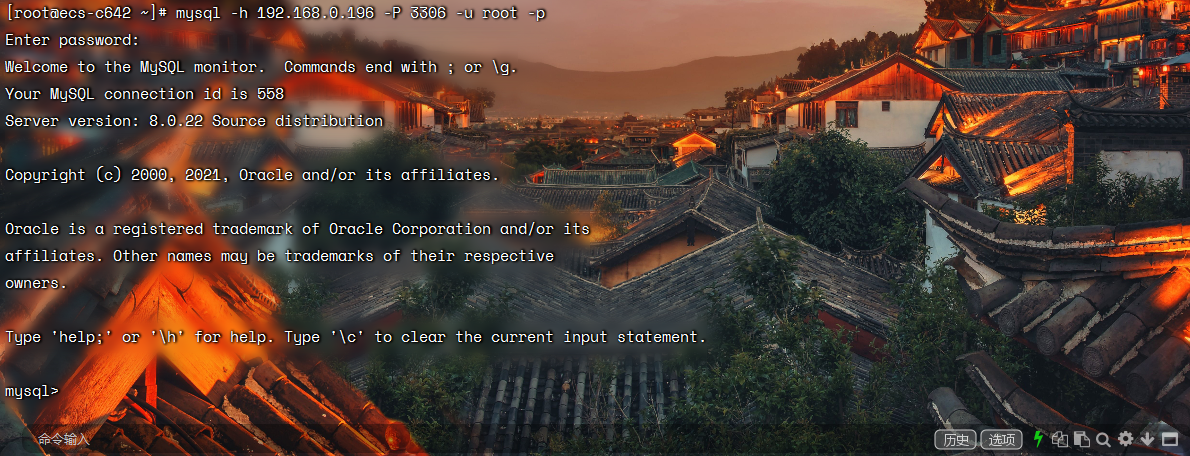 [root@ecs-c642 ~]# mysql -h 192.168.0.196 -P 3306 -u root -p
Enter password:
Welcome to the MySQL monitor.  Commands end with ; or \g.
Your MySQL connection id is 558
Server version: 8.0.22 Source distribution
Copyright (c) 2000, 2021, Oracle and/or its affiliates.
Oracle is a registered trademark of Oracle Corporation and/or its
affiliates. Other names may be trademarks of their respective
owners.
Type 'help;' or '\h' for help. Type '\c' to clear the current input statement.
mysql>
命令输入 历史 选项